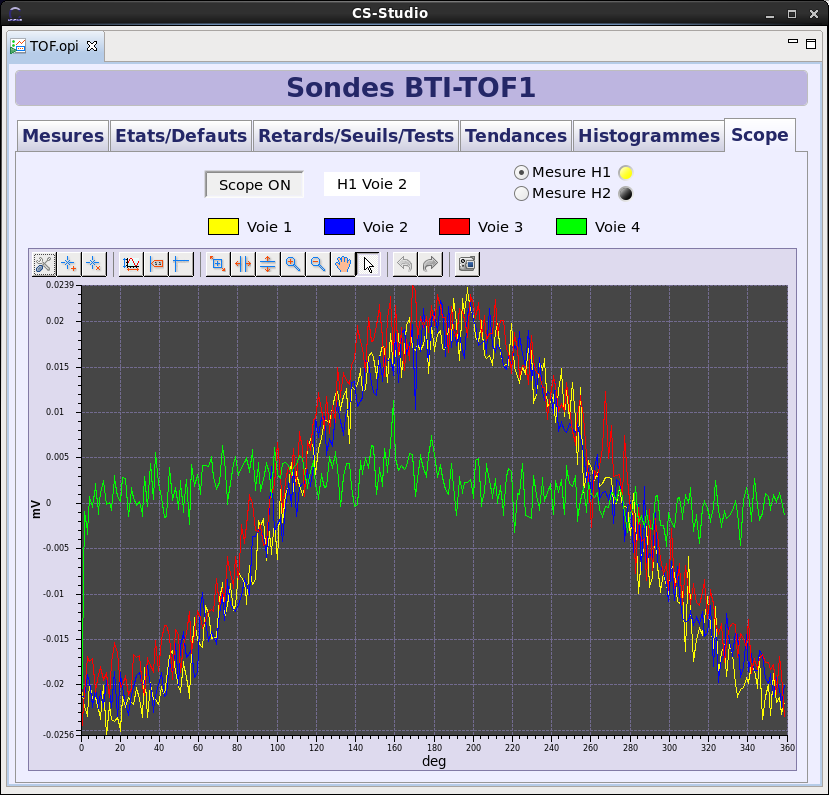 CS-Studio
TOF.opi
Sondes BTI-TOF1
Mesures Etats/Defauts Retards/Seuils/Tests Tendances Histogrammes Scope
Scope ON H1 Voie 2 Mesure H1
Mesure H2
Voie 1 Voie 2 Voie 3 Voie 4
0.0239
0.02
0.015
0.01
0.005
0
-0.005
-0.01
-0.015
-0.02
-0.0256
mV
0 20 40 60 80 100 120 140 160 180 200 220 240 260 280 300 320 340 360
deg